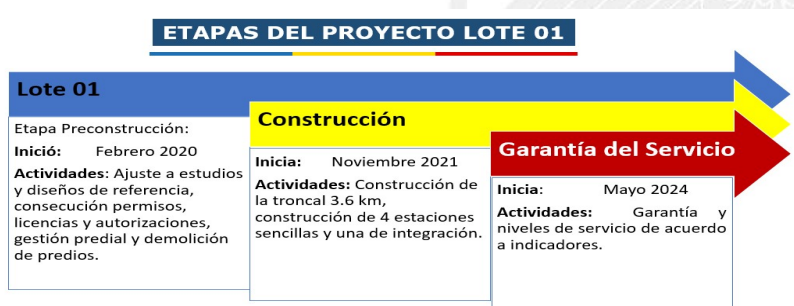 ETAPAS DEL PROYECTO LOTE 01
Lote 01
Etapa Preconstrucción:
Inició: Febrero 2020
Actividades: Ajuste a estudios
y diseños de referencia,
consecución permisos,
licencias y autorizaciones,
gestión predial y demolición
de predios.
Construcción
Inicia: Noviembre 2021
Actividades: Construcción de
la troncal 3.6 km,
construcción de 4 estaciones
sencillas y una de integración.
Garantía del Servicio
Inicia: Mayo 2024
Actividades: Garantía y
niveles de servicio de acuerdo
a indicadores.